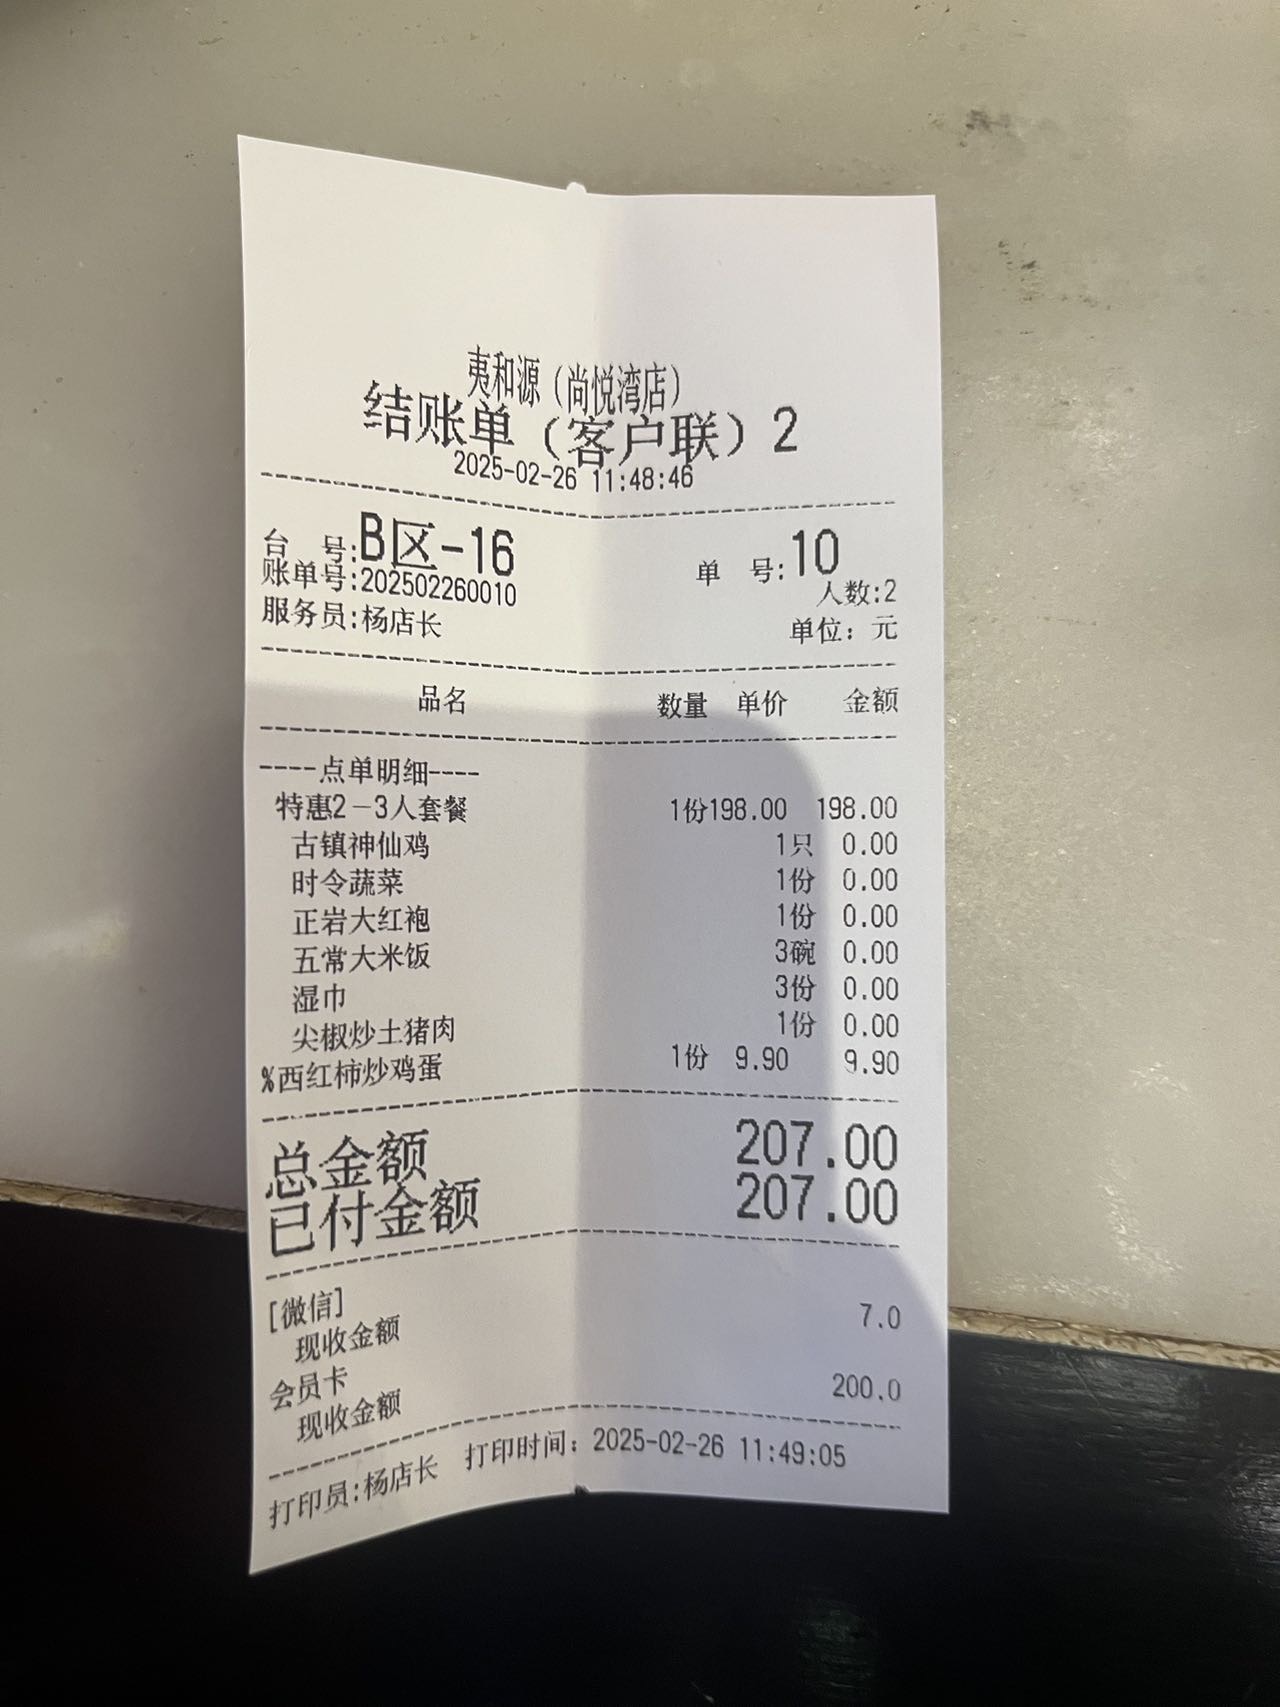 夷和源（尚悦湾店）
结账单（客户联）2
2025-02-26 11:48:46
台 号:B区-16 单 号:10
账单号:202502260010 人数:2
服务员:杨店长 单位：元
品名 数量 单价 金额
----点单明细----
特惠2－3人套餐 1份198.00 198.00
古镇神仙鸡 1只 0.00
时令蔬菜 1份 0.00
正岩大红袍 1份 0.00
五常大米饭 3碗 0.00
湿巾 3份 0.00
尖椒炒土猪肉 1份 0.00
%西红柿炒鸡蛋 1份 9.90 9.90
总金额 207.00
已付金额 207.00
[微信]
现收金额 7.0
会员卡
现收金额 200.0
打印员:杨店长 打印时间：2025-02-26 11:49:05